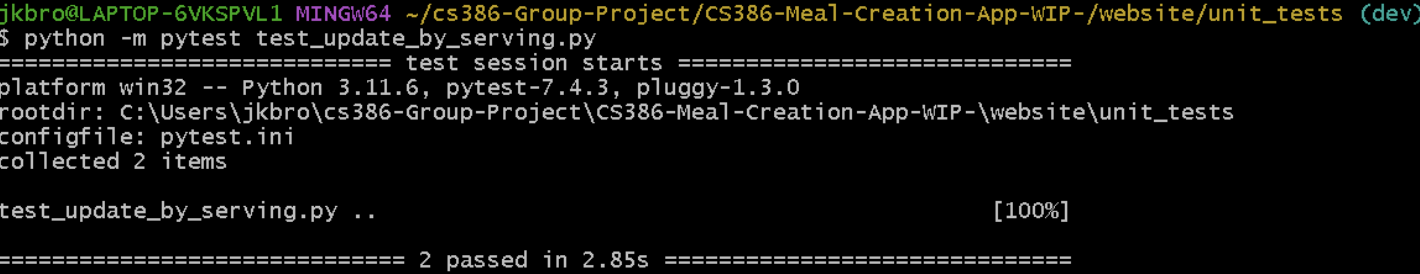 jkbro@LAPTOP-6VKSPVL1 MINGW64 ~/cs386-Group-Project/CS386-Meal-Creation-App-WIP-/website/unit_tests (dev)
$ python -m pytest test_update_by_serving.py
============================= test session starts =============================
platform win32 -- Python 3.11.6, pytest-7.4.3, pluggy-1.3.0
rootdir: C:\Users\jkbro\cs386-Group-Project\CS386-Meal-Creation-App-WIP-\website\unit_tests
configfile: pytest.ini
collected 2 items
test_update_by_serving.py .. [100%]
============================== 2 passed in 2.85s ==============================